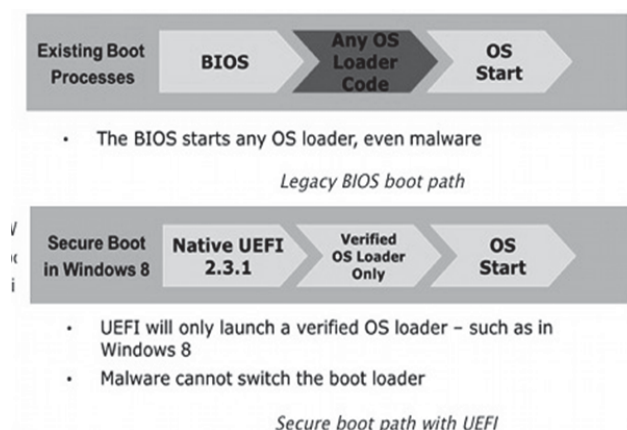 Existing Boot
Processes
BIOS
Any OS
Loader
Code
OS
Start
• The BIOS starts any OS loader, even malware
Legacy BIOS boot path
Secure Boot
in Windows 8
Native UEFI
2.3.1
Verified
OS Loader
Only
OS
Start
• UEFI will only launch a verified OS loader – such as in
Windows 8
• Malware cannot switch the boot loader
Secure boot path with UEFI